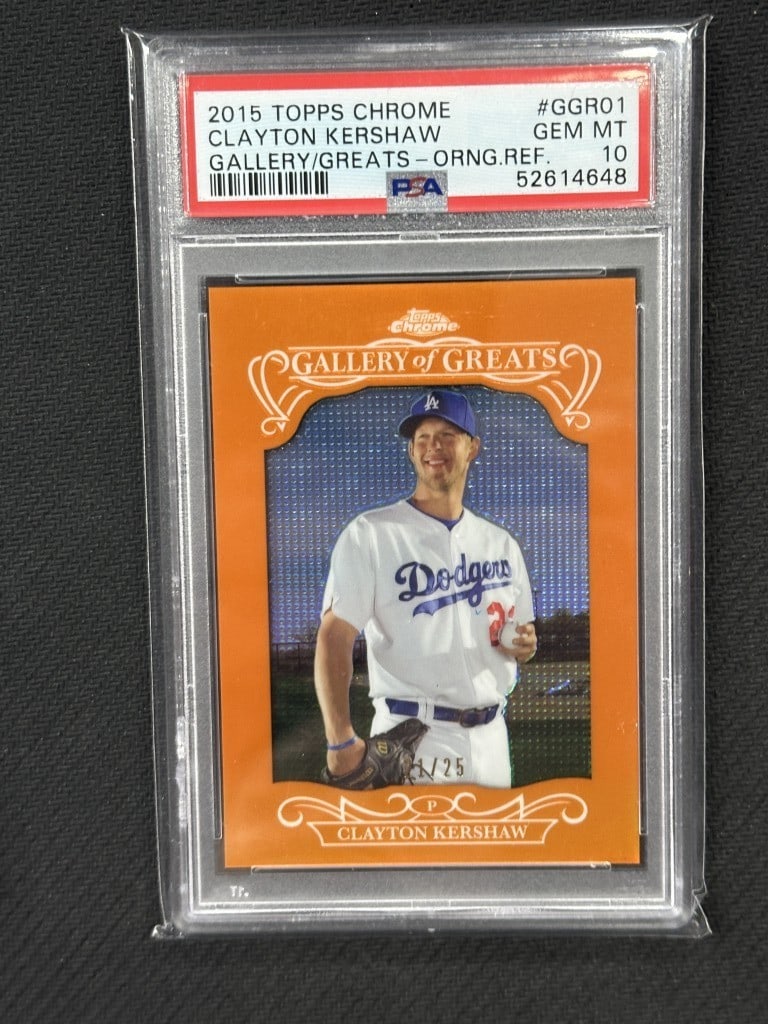 2015 TOPPS CHROME #GGR01
CLAYTON KERSHAW GEM MT
GALLERY/GREATS – ORNG.REF. 10
PSA 52614648
TOPPS
Chrome
GALLERY of GREATS
LA
Dodgers
1/25
P
CLAYTON KERSHAW